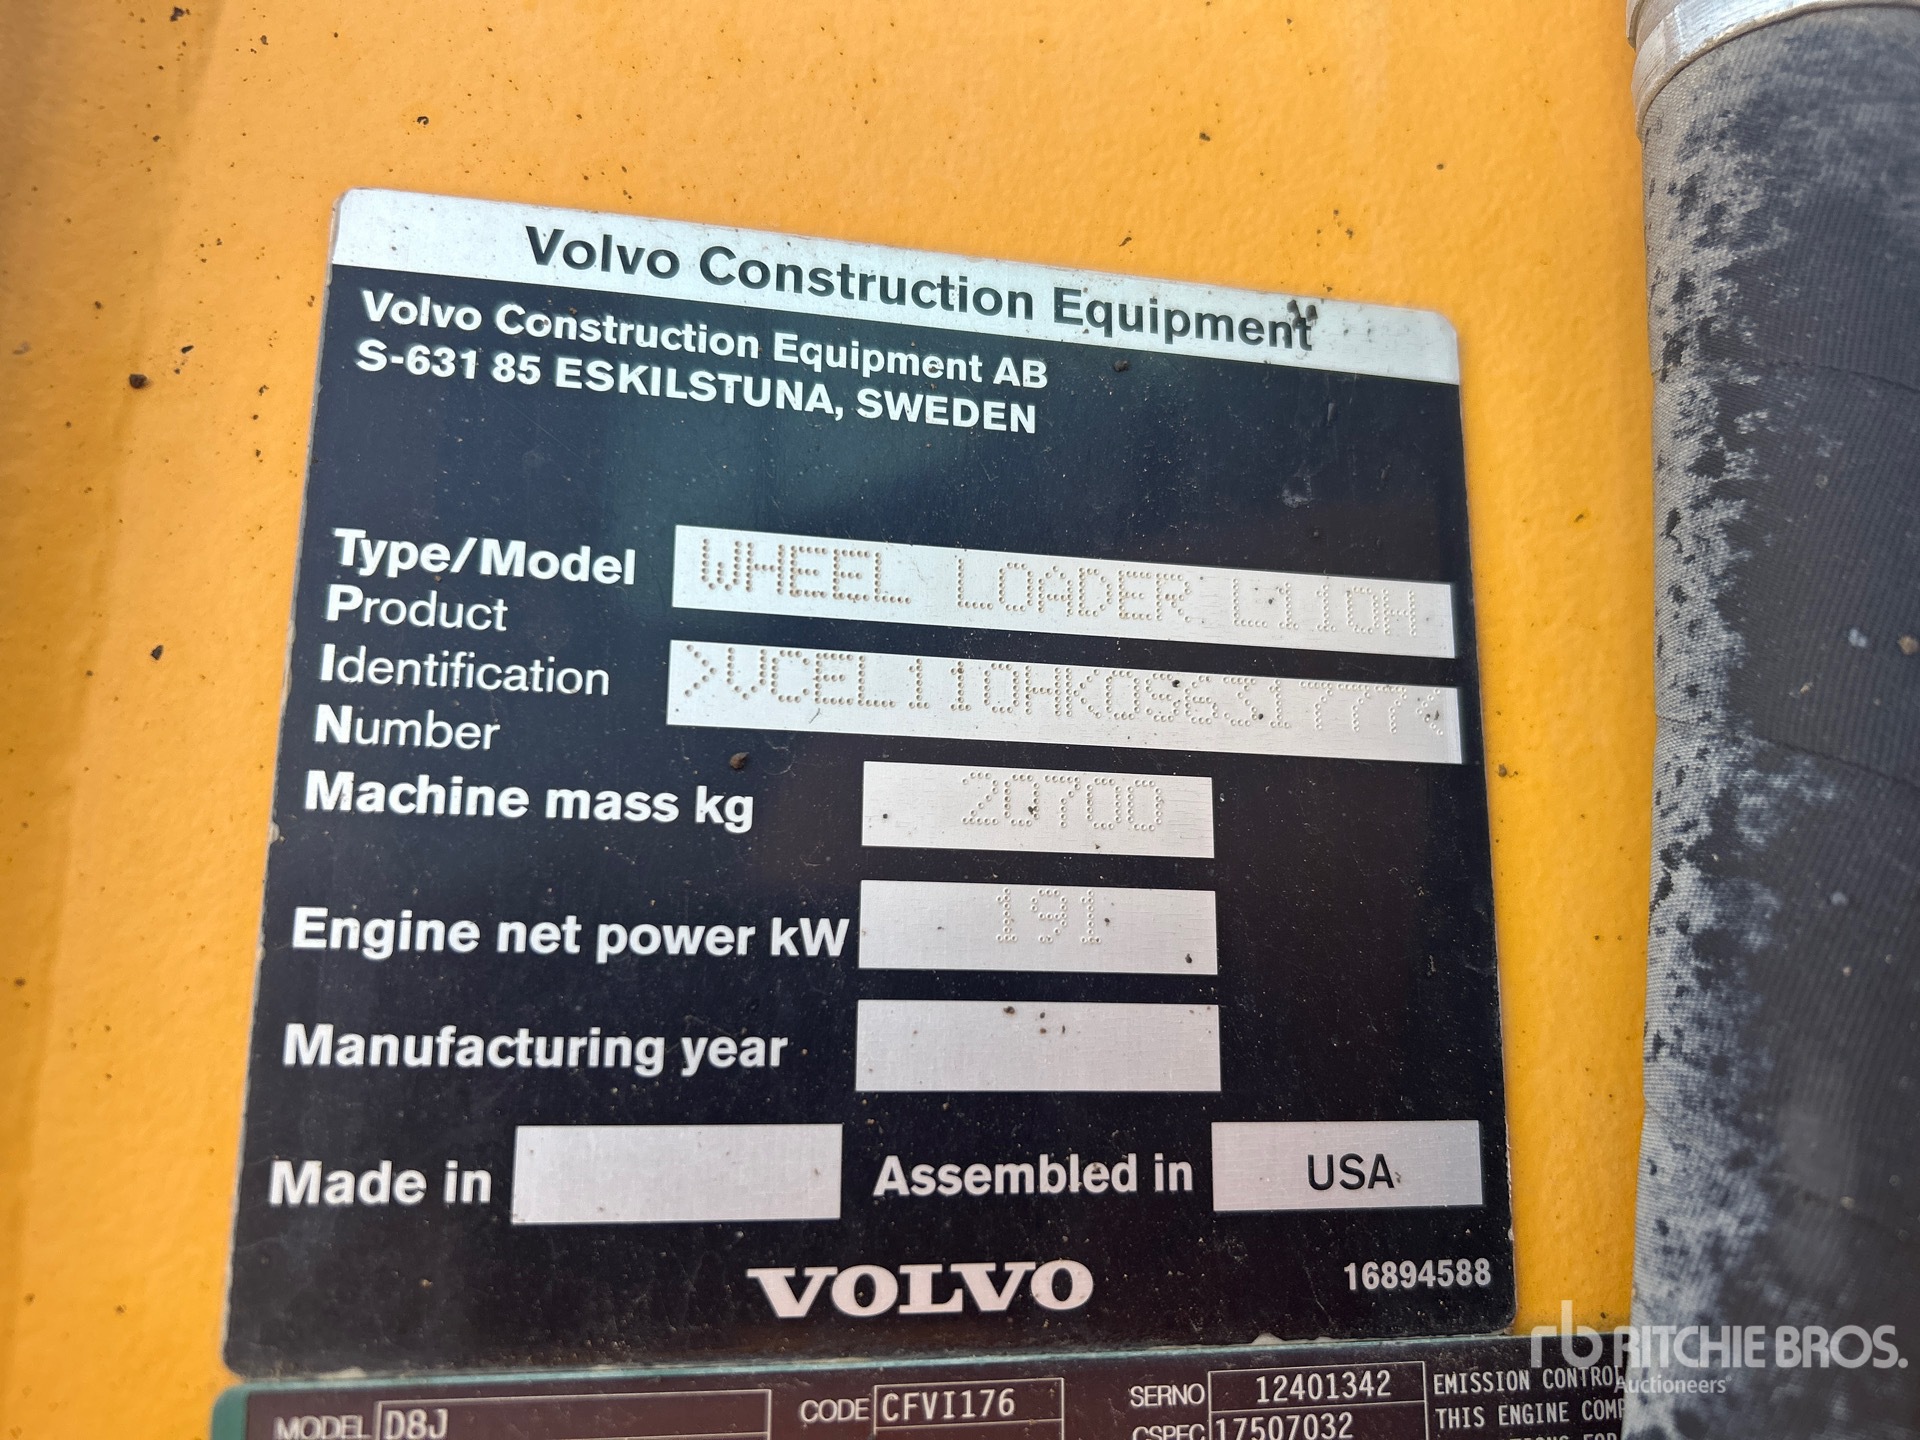 Volvo Construction Equipment
Volvo Construction Equipment AB
S-631 85 ESKILSTUNA, SWEDEN
Type/Model WHEEL LOADER L110H
Product
Identification >VCEL110HK0S631777<
Number
Machine mass kg 20700
Engine net power kW 191
Manufacturing year
Made in Assembled in USA
VOLVO 16894588
MODEL D8J CODE CFVI176 SERNO 12401342 EMISSION CONTROL
CSPEC 17507032 THIS ENGINE
rb RITCHIE BROS.
Auctioneers